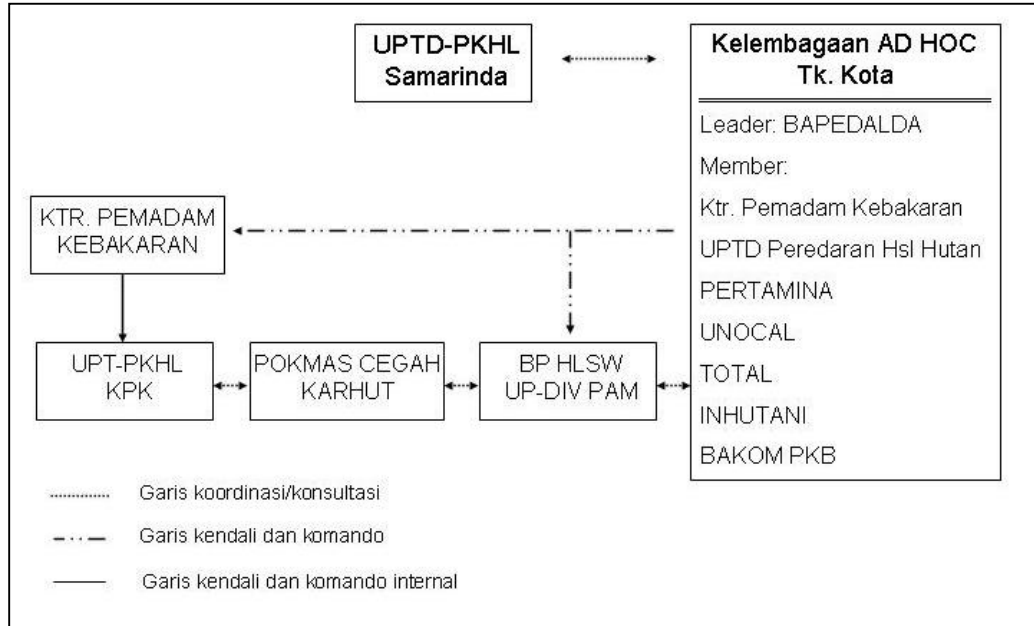 UPTD-PKHL
Samarinda
Kelembagaan AD HOC
Tk. Kota
Leader: BAPEDALDA
Member:
Ktr. Pemadam Kebakaran
UPTD Peredaran Hsl Hutan
PERTAMINA
UNOCAL
TOTAL
INHUTANI
BAKOM PKB
KTR. PEMADAM
KEBAKARAN
UPT-PKHL
KPK
POKMAS CEGAH
KARHUT
BP HLSW
UP-DIV PAM
Garis koordinasi/konsultasi
Garis kendali dan komando
Garis kendali dan komando internal